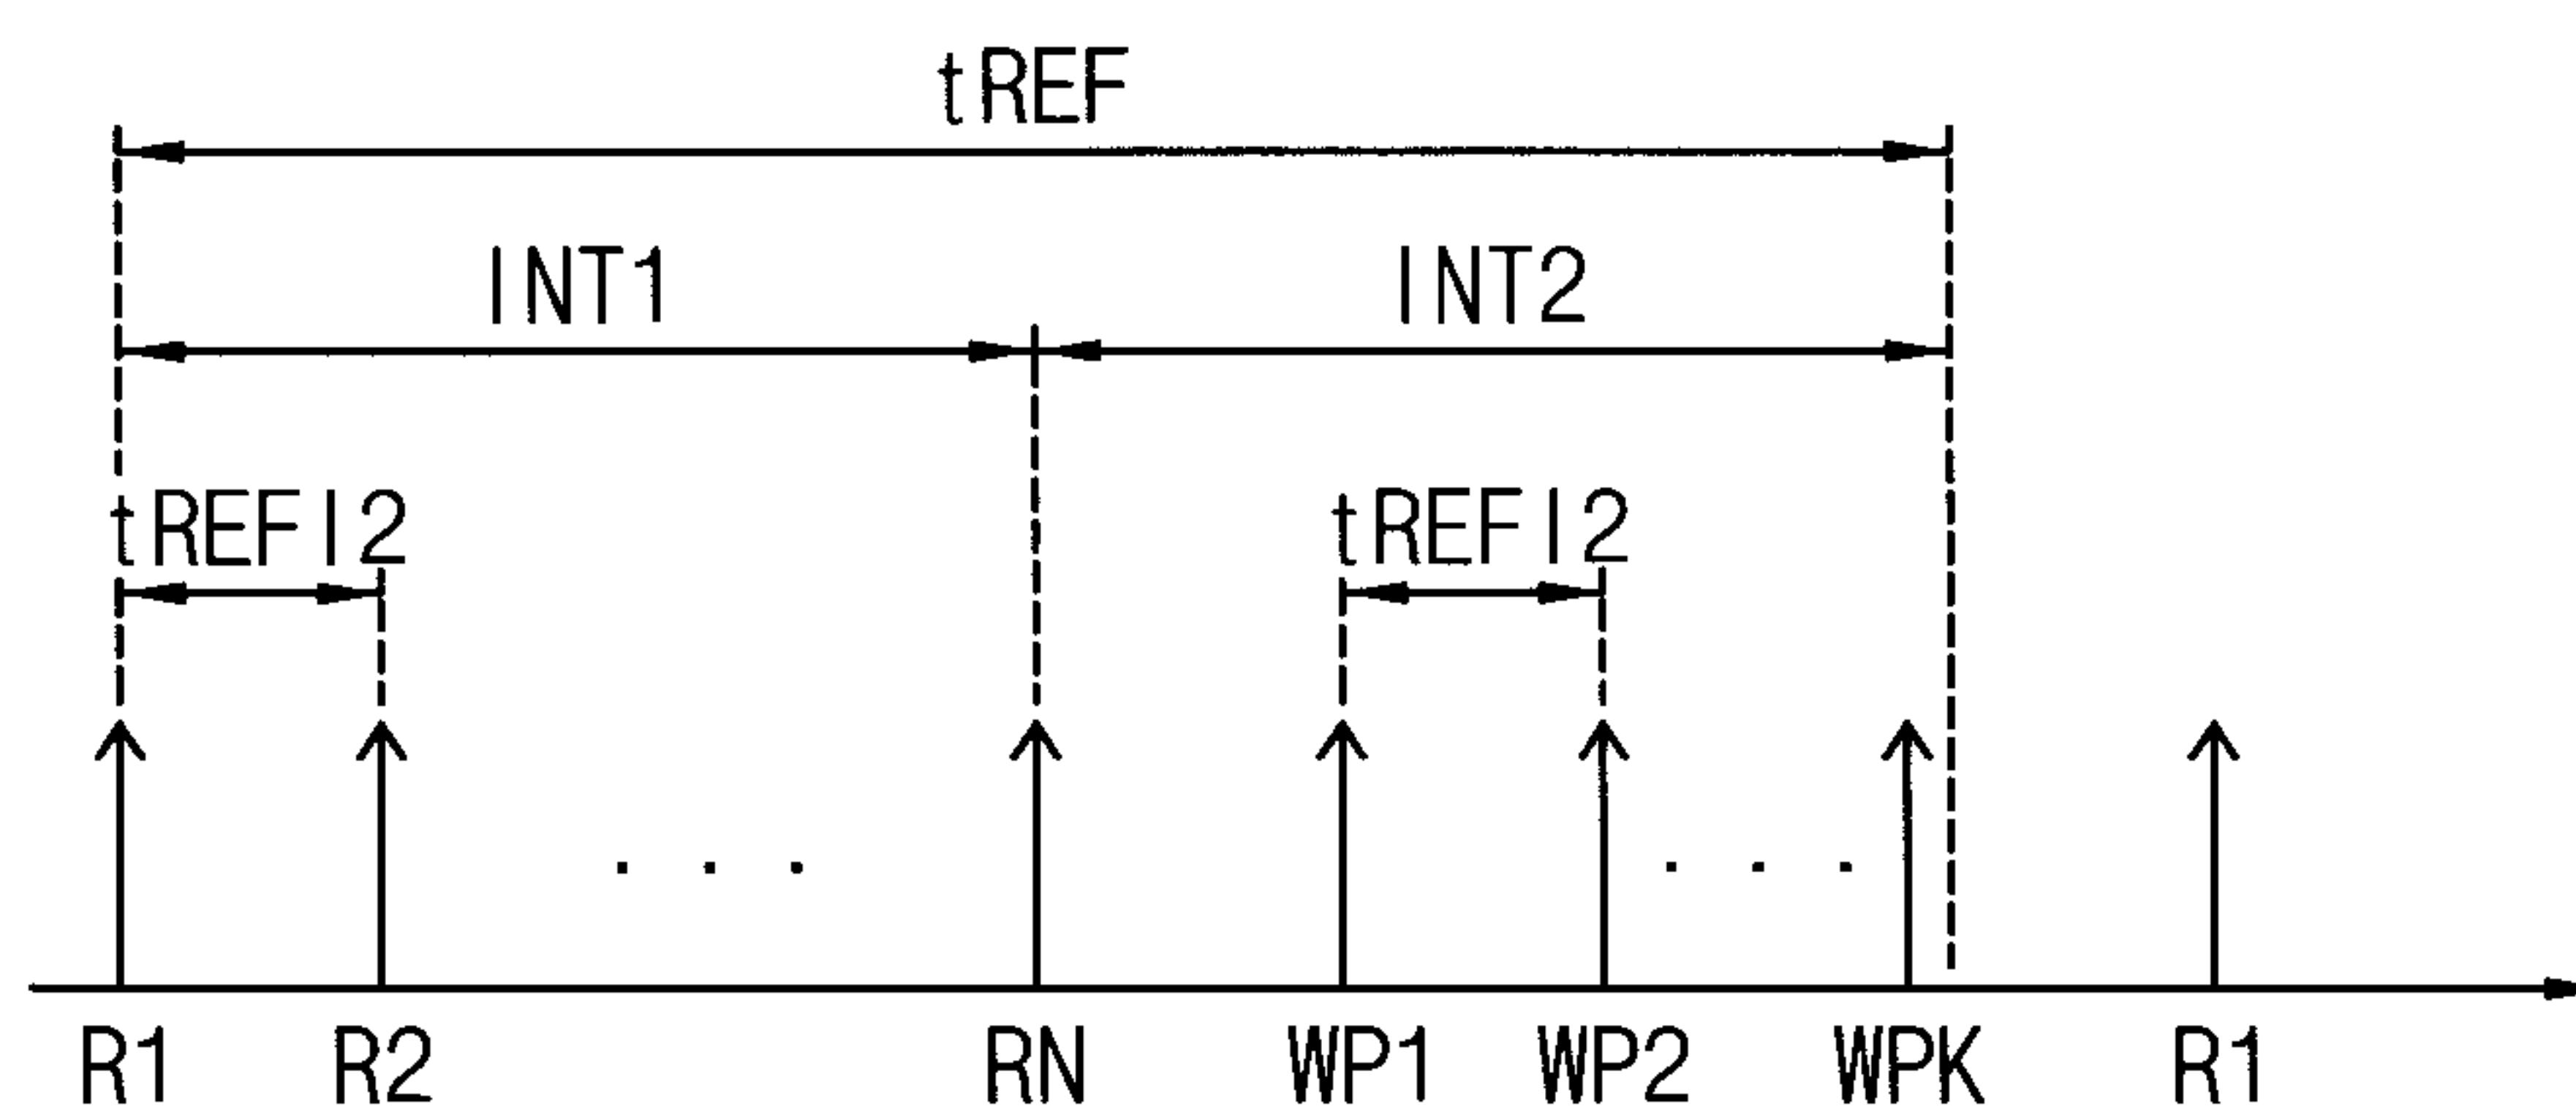 tREF
INT1 INT2
tREFI2 tREFI2
. . . . . .
R1 R2 RN WP1 WP2 WPK R1